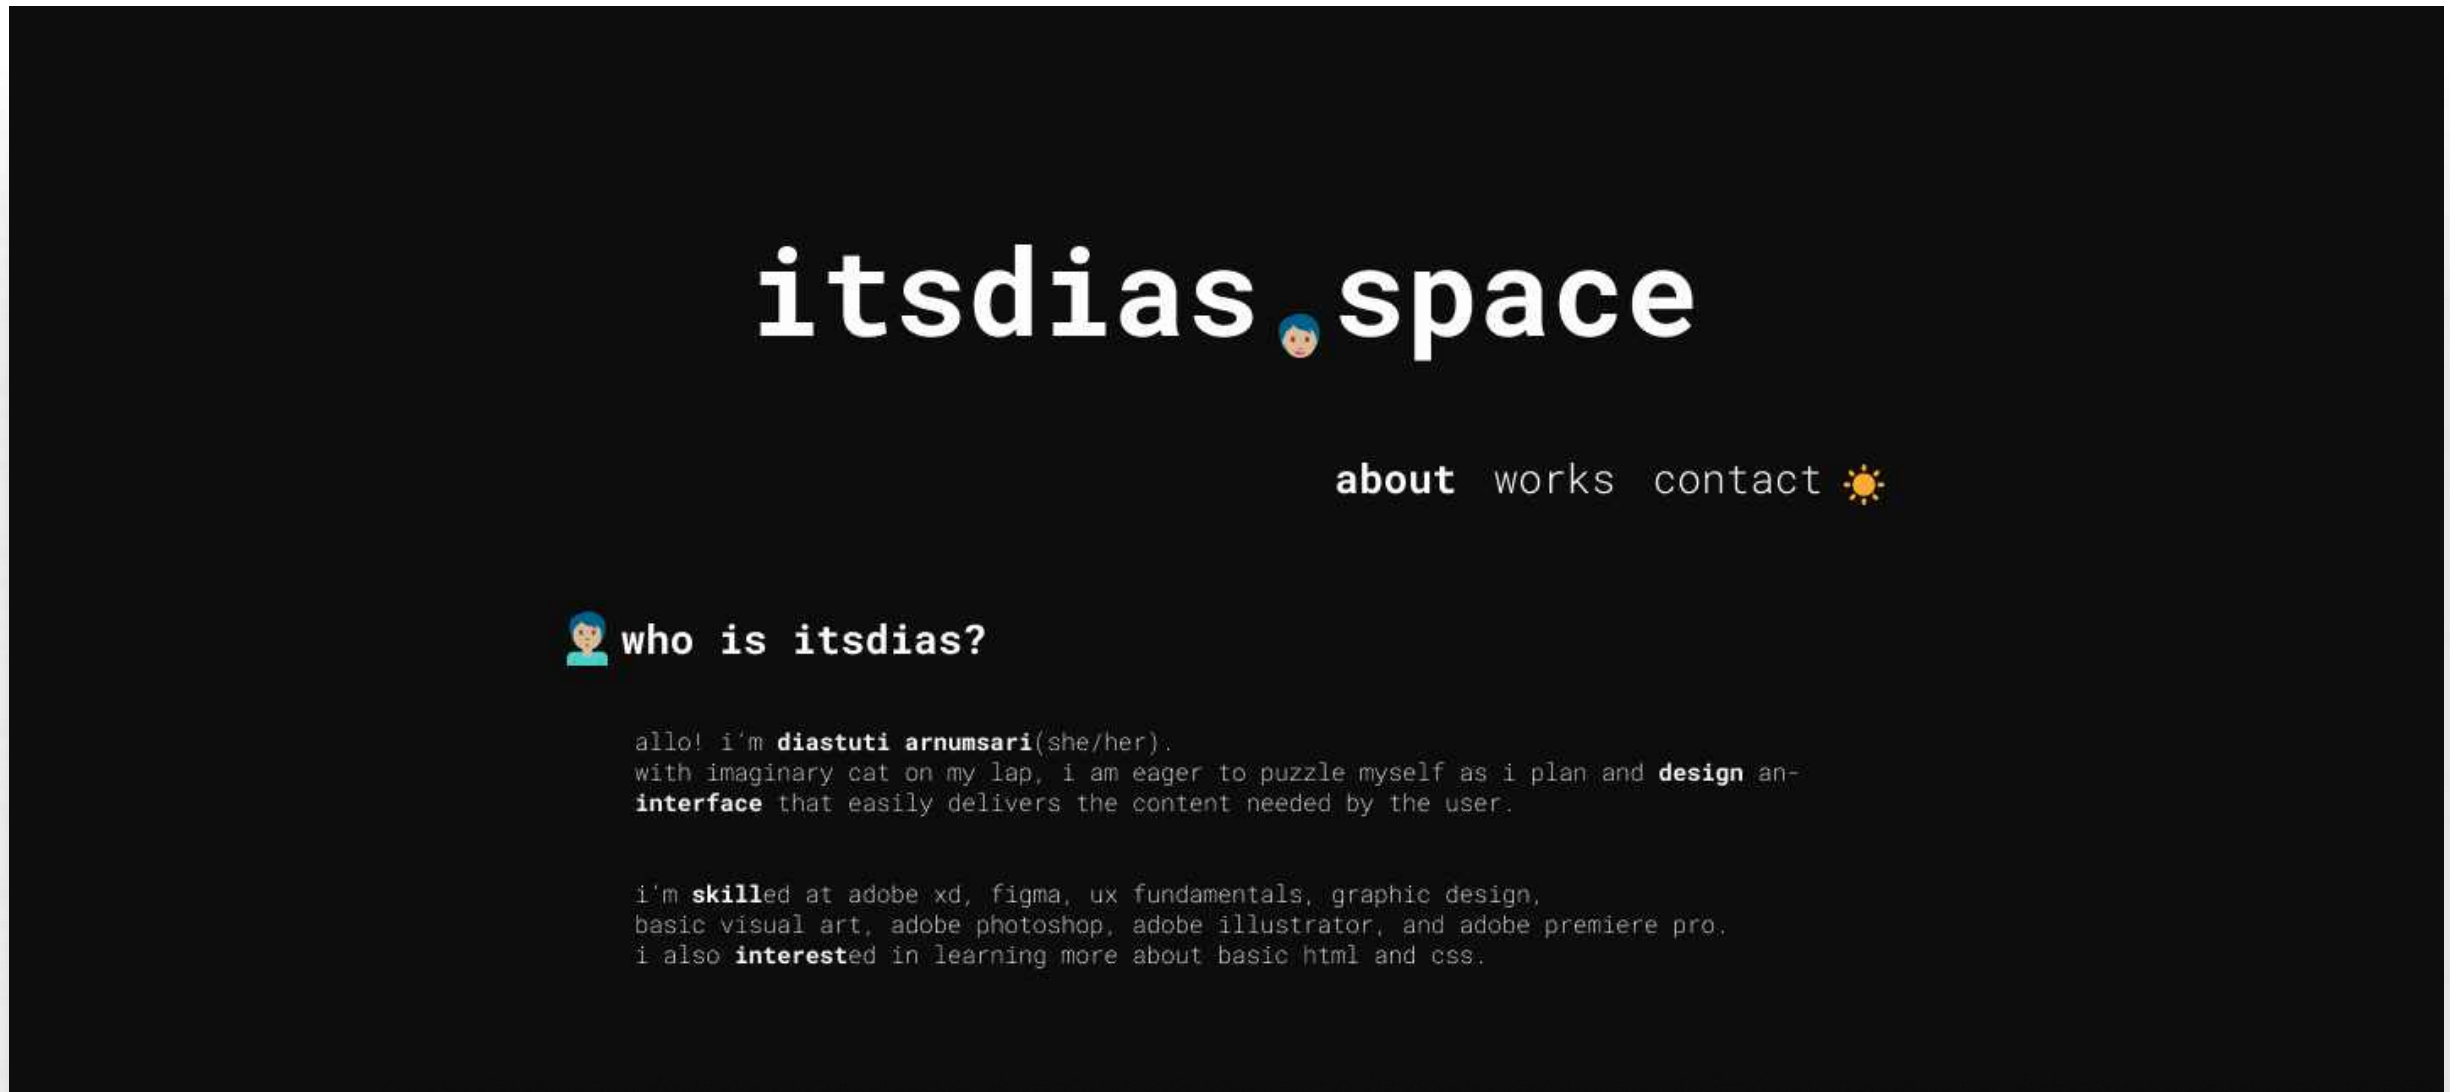 itsdias.space
about works contact
who is itsdias?
allo! i'm diastuti arnumsari(she/her).
with imaginary cat on my lap, i am eager to puzzle myself as i plan and design an-
interface that easily delivers the content needed by the user.
i'm skilled at adobe xd, figma, ux fundamentals, graphic design,
basic visual art, adobe photoshop, adobe illustrator, and adobe premiere pro.
i also interested in learning more about basic html and css.